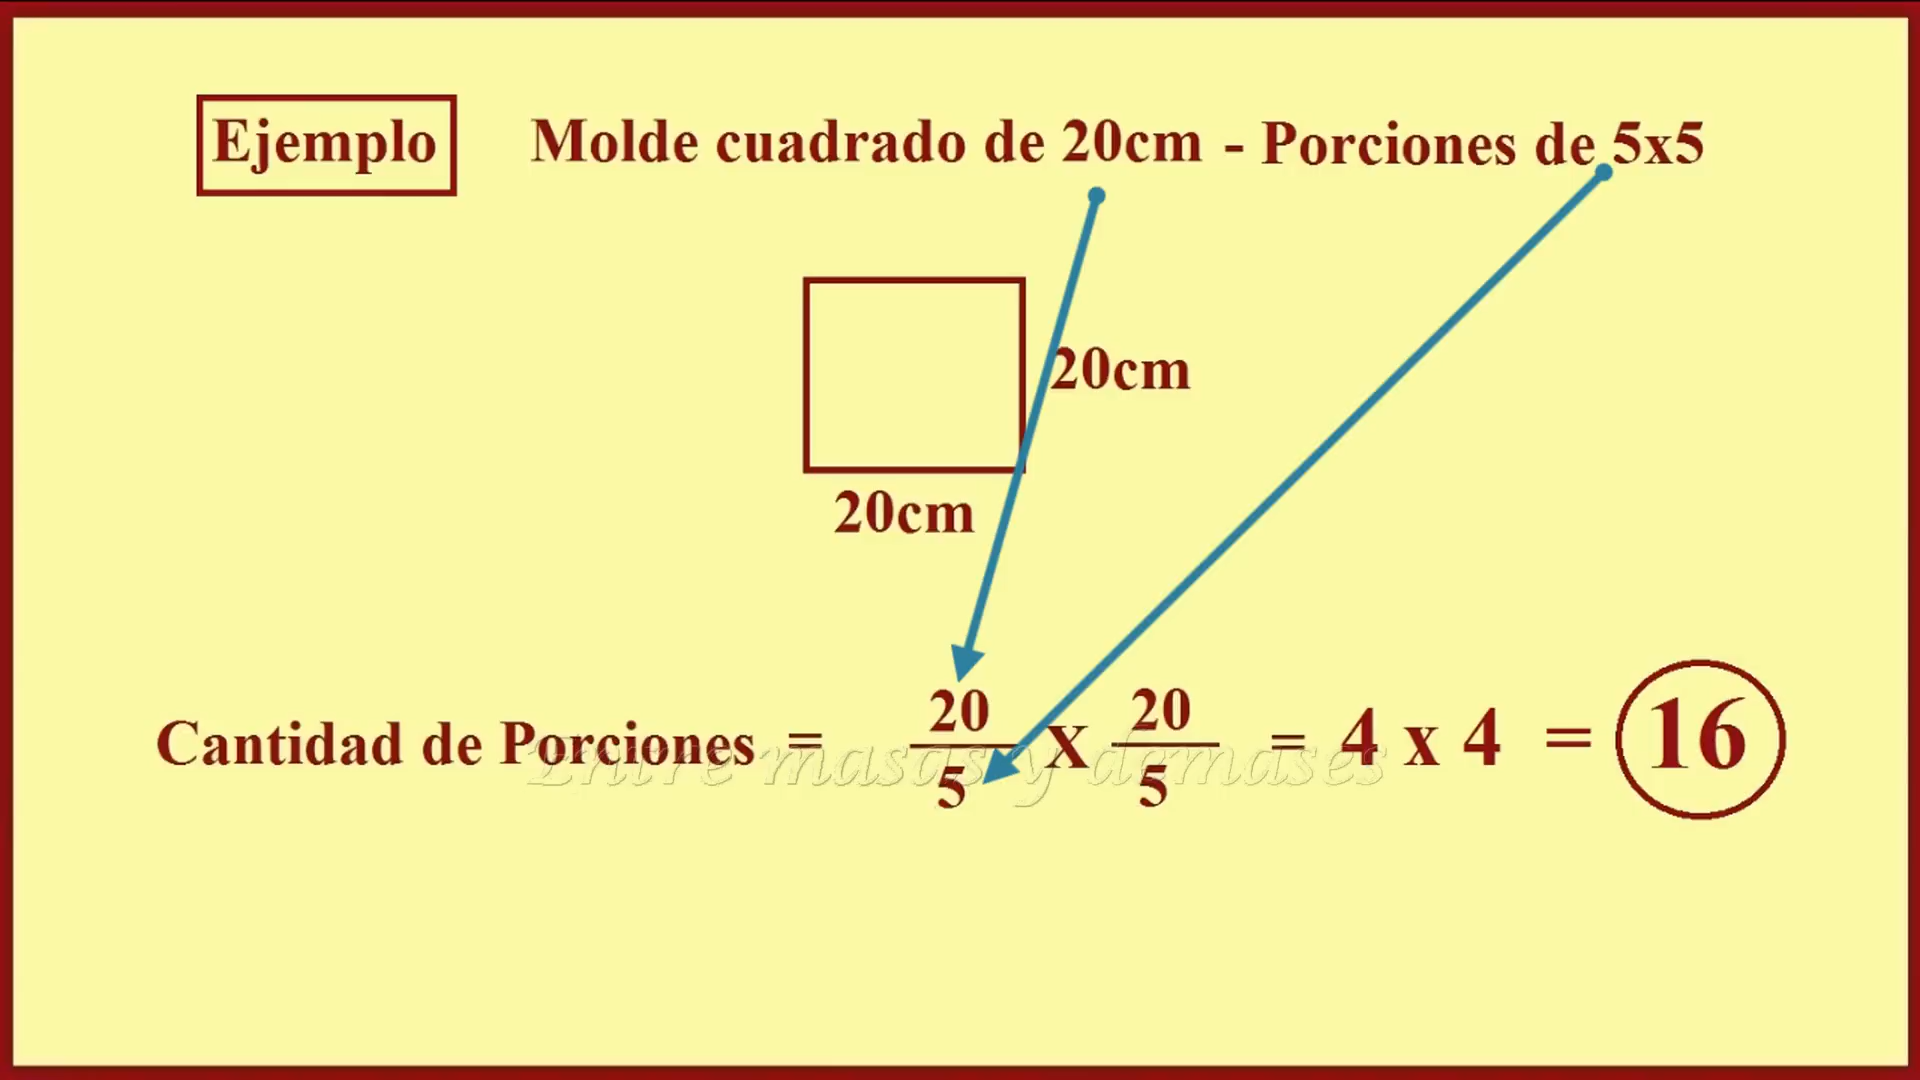 Ejemplo
Molde cuadrado de 20cm - Porciones de 5x5
20cm
20cm
Cantidad de Porciones = 20/5 X 20/5 = 4 x 4 = 16
Entre masas y demases